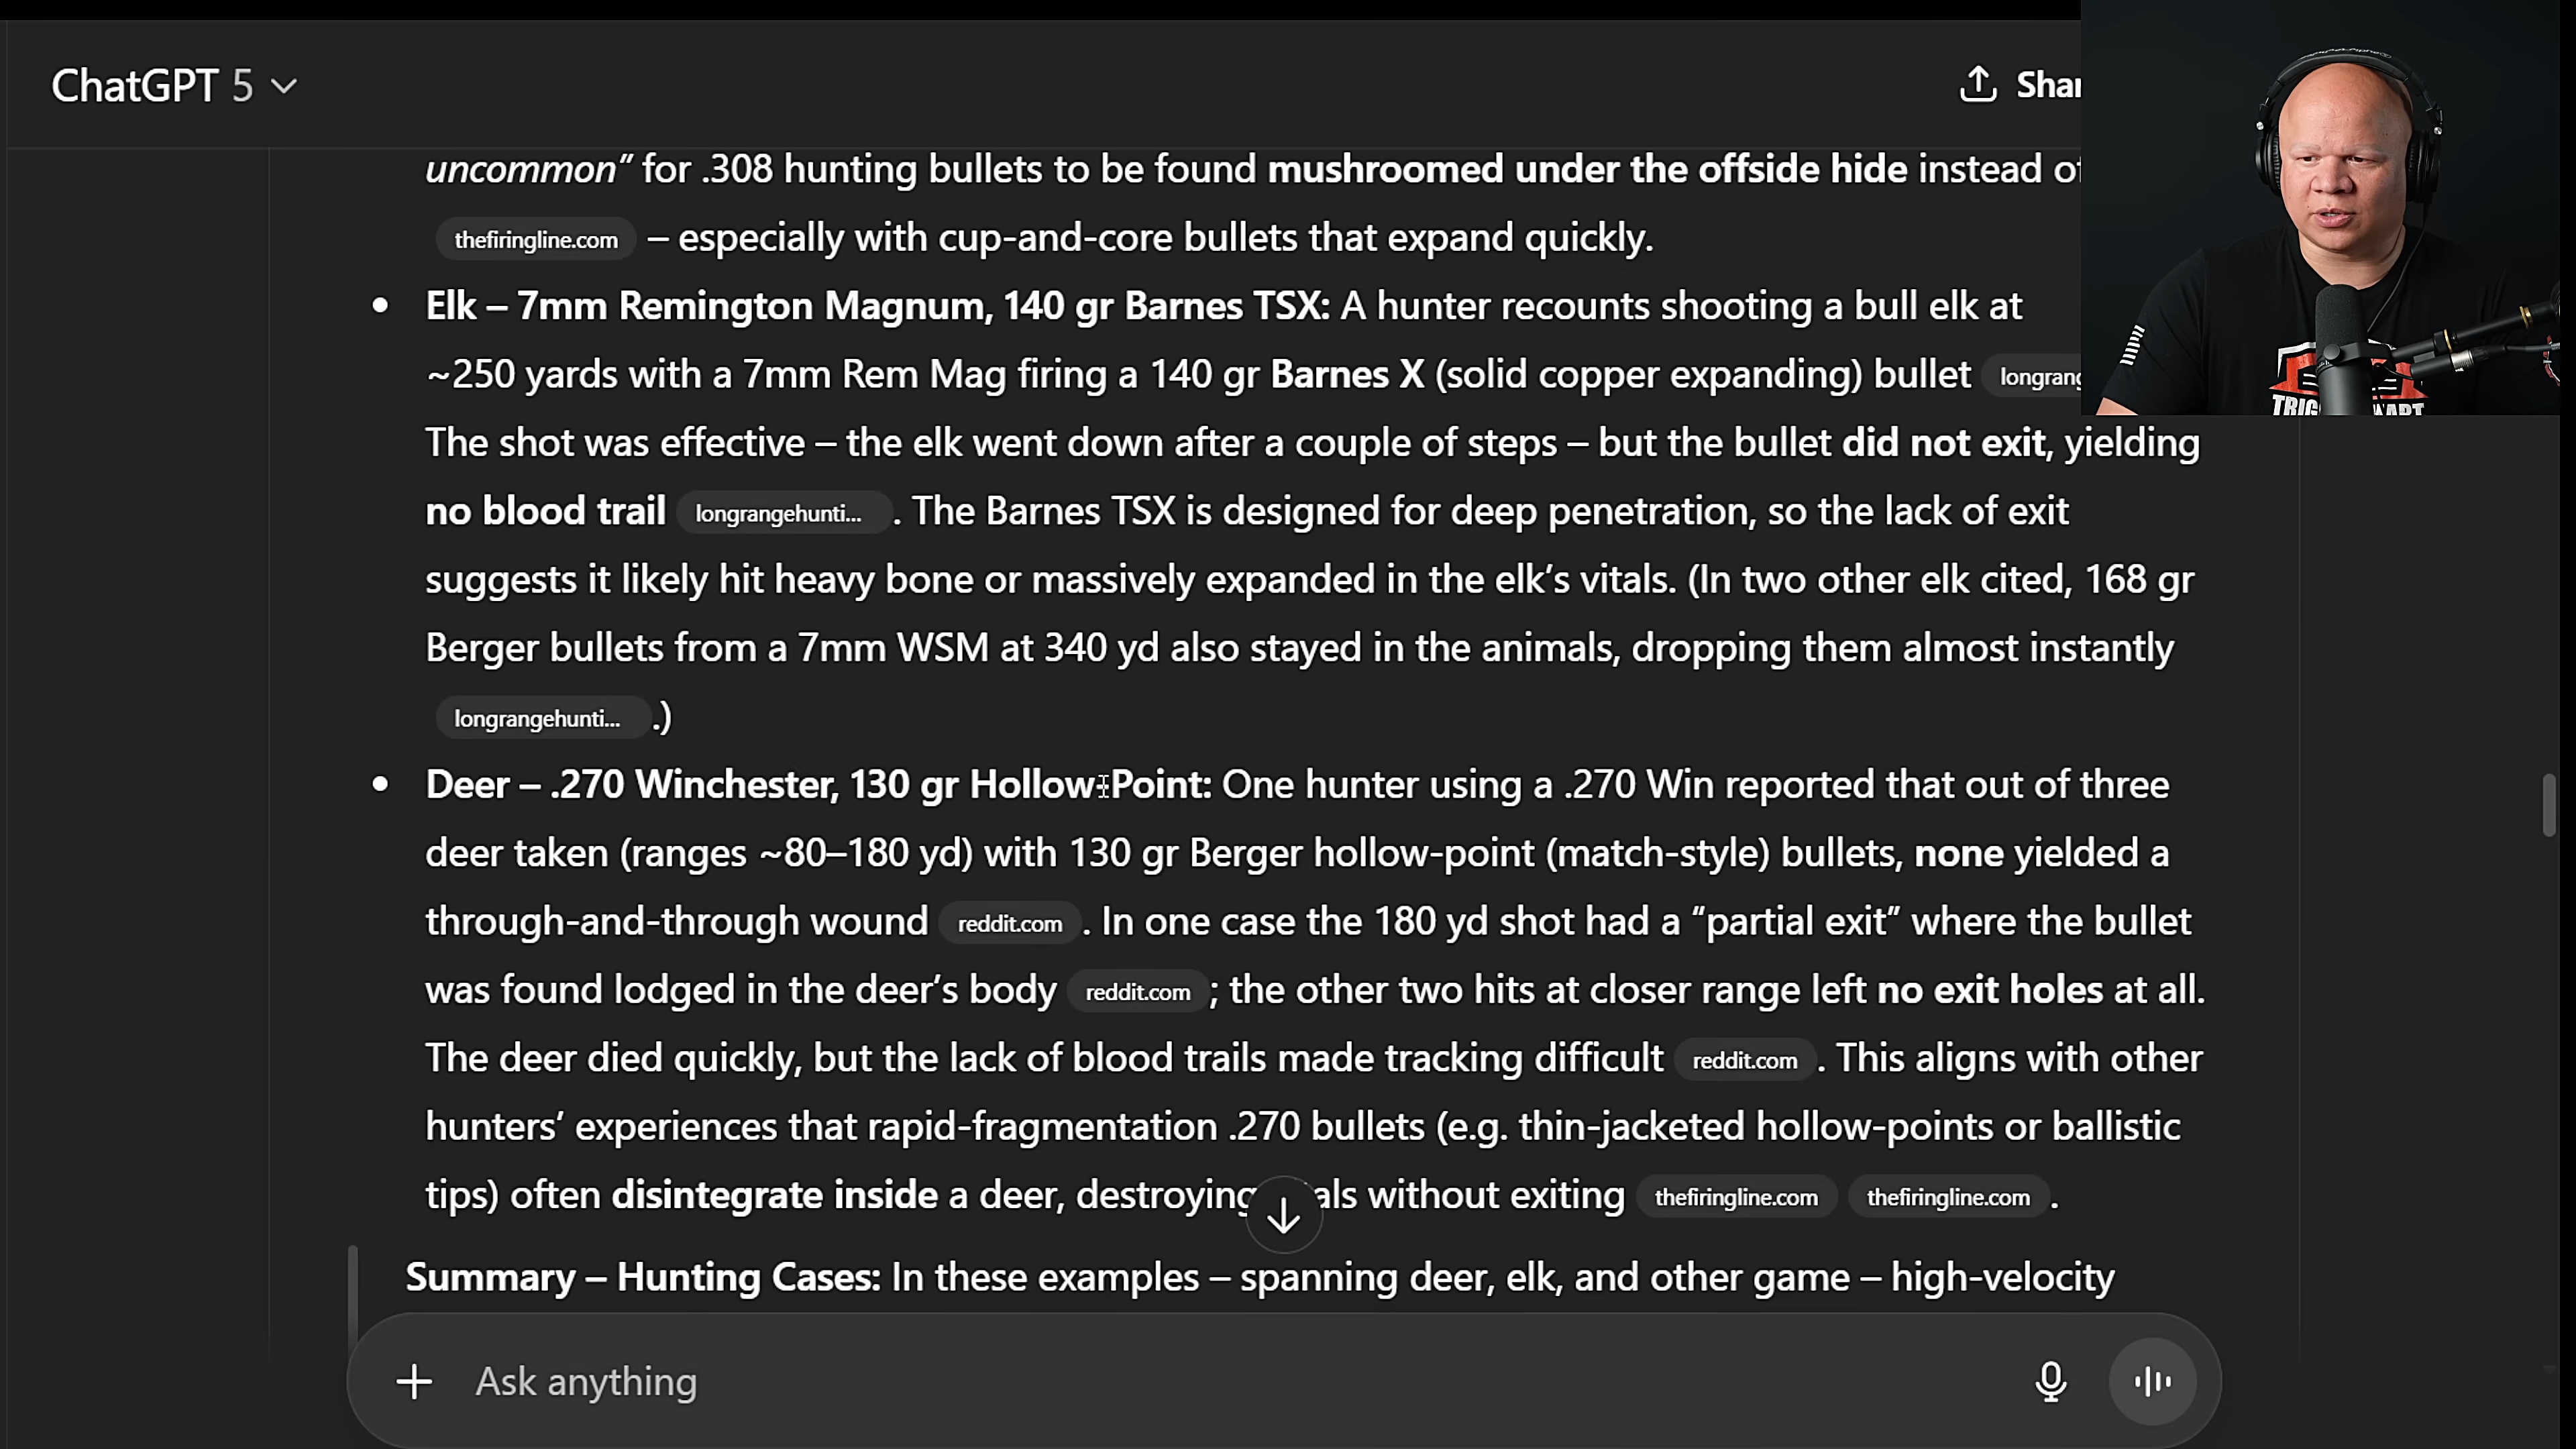 ChatGPT 5
Shar
uncommon” for .308 hunting bullets to be found mushroomed under the offside hide instead of
thefiringline.com – especially with cup-and-core bullets that expand quickly.
• Elk – 7mm Remington Magnum, 140 gr Barnes TSX: A hunter recounts shooting a bull elk at
~250 yards with a 7mm Rem Mag firing a 140 gr Barnes X (solid copper expanding) bullet longrang
The shot was effective – the elk went down after a couple of steps – but the bullet did not exit, yielding
no blood trail longrangehunti... . The Barnes TSX is designed for deep penetration, so the lack of exit
suggests it likely hit heavy bone or massively expanded in the elk’s vitals. (In two other elk cited, 168 gr
Berger bullets from a 7mm WSM at 340 yd also stayed in the animals, dropping them almost instantly
longrangehunti... .)
• Deer – .270 Winchester, 130 gr Hollow-Point: One hunter using a .270 Win reported that out of three
deer taken (ranges ~80–180 yd) with 130 gr Berger hollow-point (match-style) bullets, none yielded a
through-and-through wound reddit.com . In one case the 180 yd shot had a “partial exit” where the bullet
was found lodged in the deer’s body reddit.com ; the other two hits at closer range left no exit holes at all.
The deer died quickly, but the lack of blood trails made tracking difficult reddit.com . This aligns with other
hunters’ experiences that rapid-fragmentation .270 bullets (e.g. thin-jacketed hollow-points or ballistic
tips) often disintegrate inside a deer, destroying als without exiting thefiringline.com thefiringline.com .
Summary – Hunting Cases: In these examples – spanning deer, elk, and other game – high-velocity
Ask anything